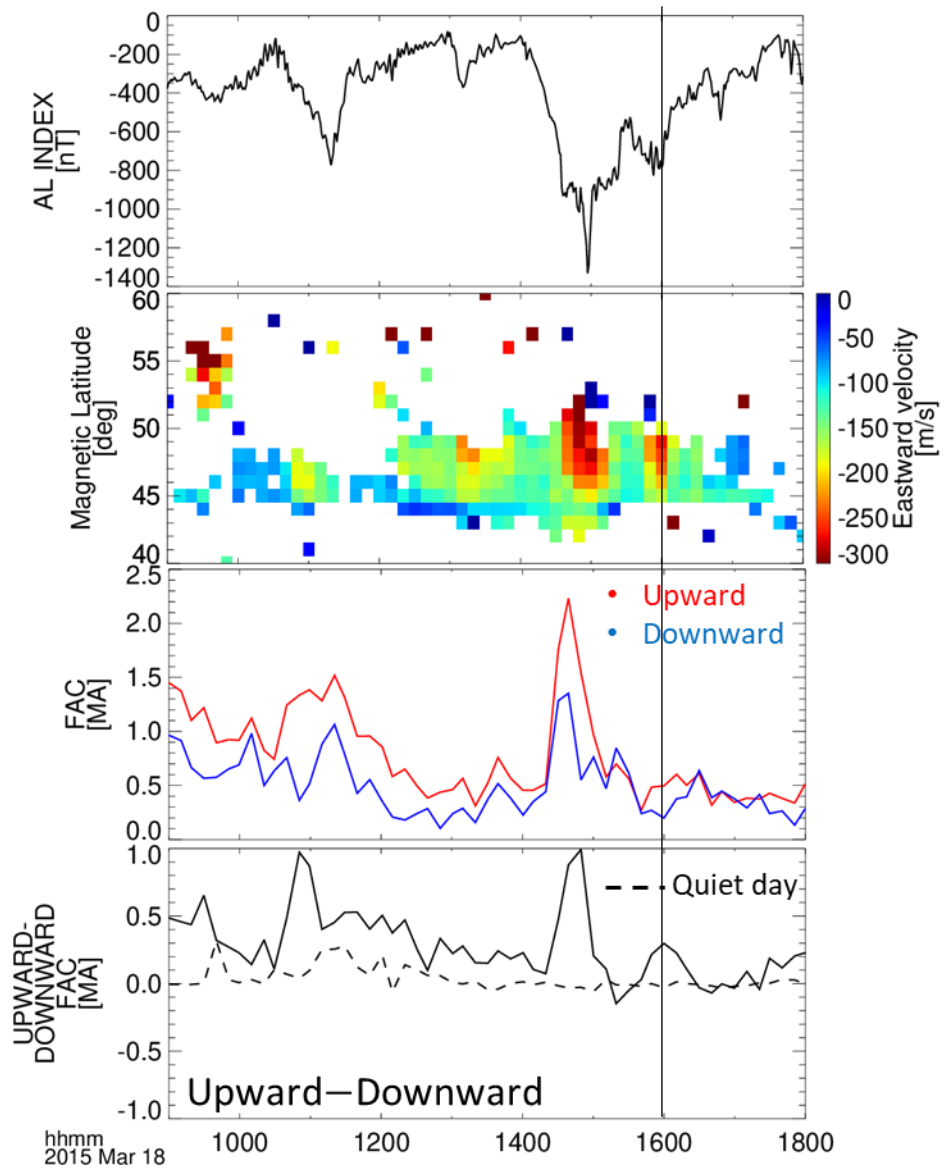 0
-200
-400
-600
-800
-1000
-1200
-1400
AL INDEX
[nT]
60
55
50
45
40
Magnetic Latitude
[deg]
0
-50
-100
-150
-200
-250
-300
Eastward velocity
[m/s]
2.5
2.0
1.5
1.0
0.5
0.0
FAC
[MA]
Upward
Downward
1.0
0.5
0.0
-0.5
-1.0
UPWARD-
DOWNWARD
FAC
[MA]
Quiet day
Upward−Downward
1000 1200 1400 1600 1800
hhmm
2015 Mar 18